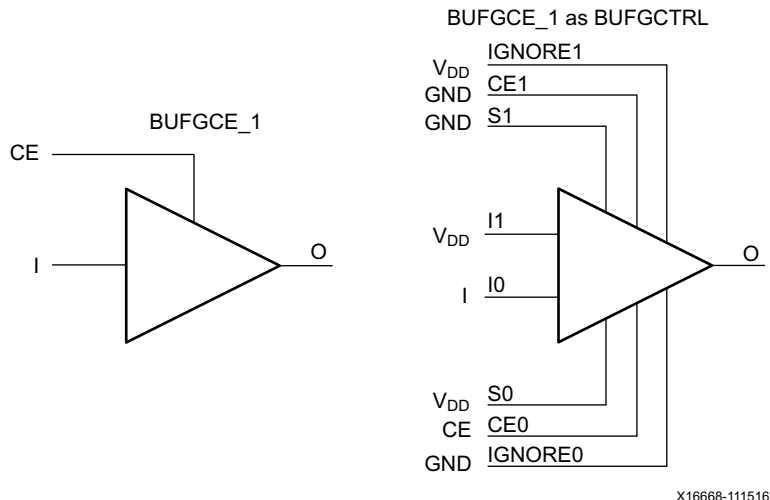 BUFGCE_1 as BUFGCTRL
VDD IGNORE1
GND CE1
GND S1
BUFGCE_1
CE
VDD I1
I
O
I I0
O
VDD S0
CE CE0
GND IGNORE0
X16668-111516